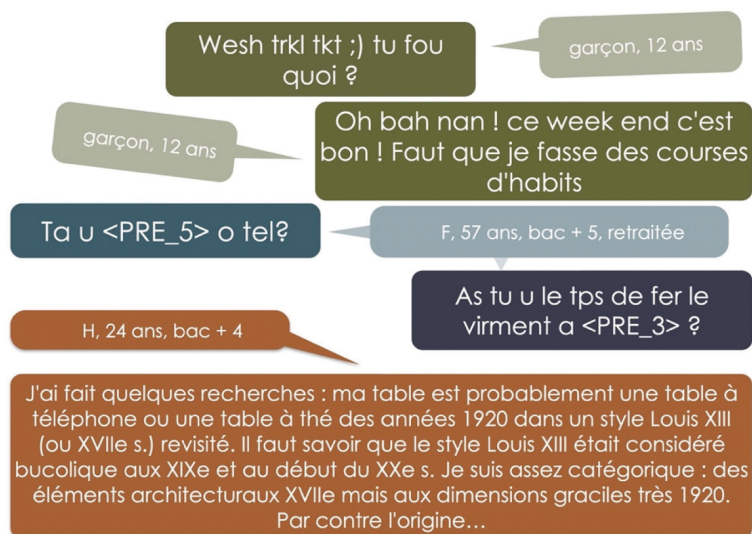 Wesh trkl tkt ;) tu fou
quoi ?
garçon, 12 ans
garçon, 12 ans
Oh bah nan ! ce week end c'est
bon ! Faut que je fasse des courses
d'habits
Ta u <PRE_5> o tel?
F, 57 ans, bac + 5, retraitée
As tu u le tps de fer le
virment a <PRE_3> ?
H, 24 ans, bac + 4
J'ai fait quelques recherches : ma table est probablement une table à
téléphone ou une table à thé des années 1920 dans un style Louis XIII
(ou XVIIe s.) revisité. Il faut savoir que le style Louis XIII était considéré
bucolique aux XIXe et au début du XXe s. Je suis assez catégorique : des
éléments architecturaux XVIIe mais aux dimensions graciles très 1920.
Par contre l'origine…